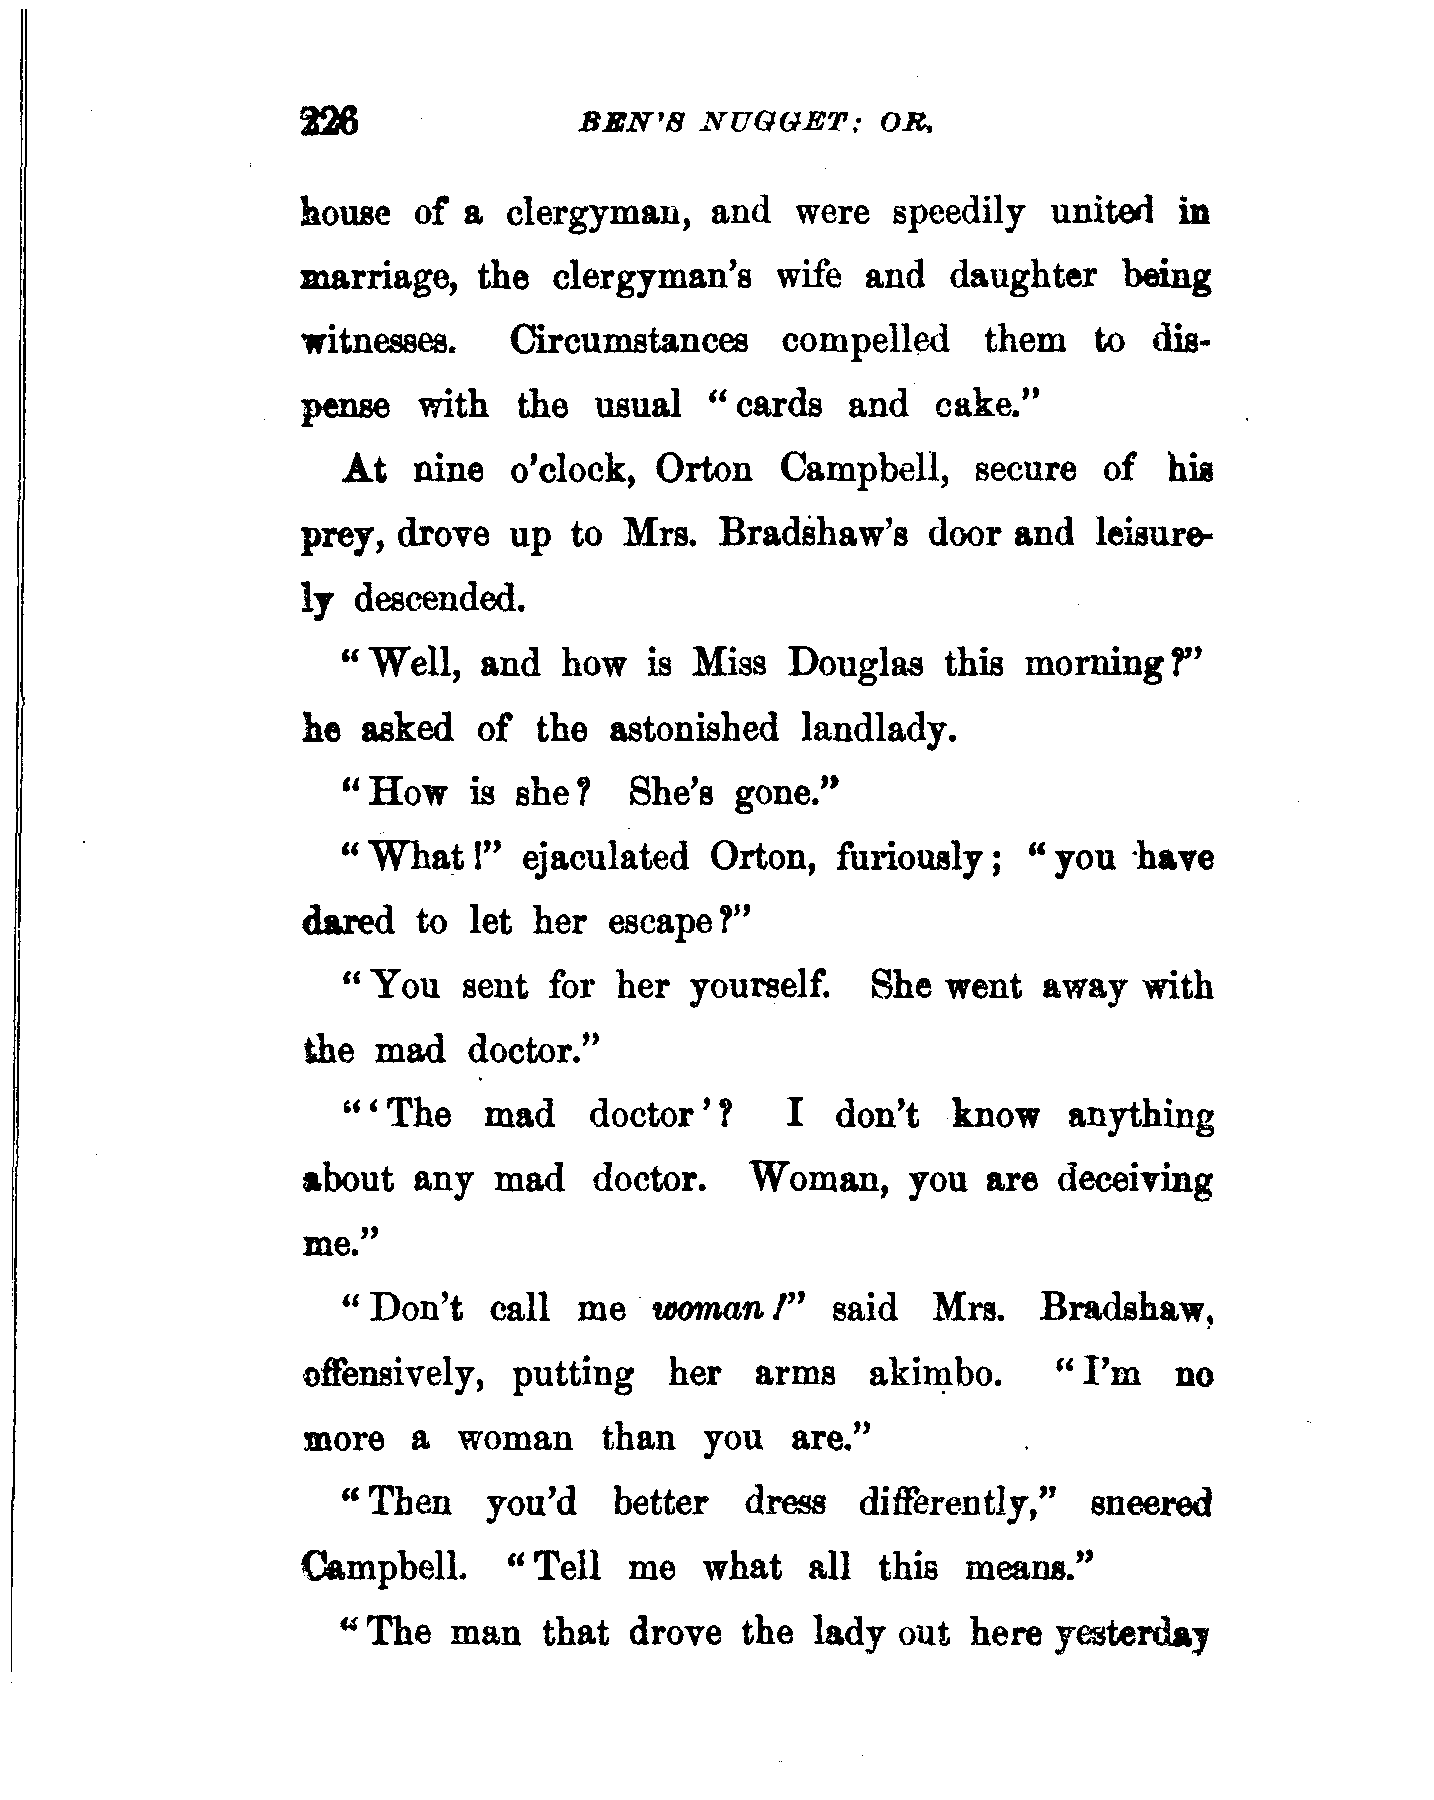 226 BEN'S NUGGET; OR,
house of a clergyman, and were speedily united in
marriage, the clergyman's wife and daughter being
witnesses. Circumstances compelled them to dis-
pense with the usual "cards and cake."
At nine o'clock, Orton Campbell, secure of his
prey, drove up to Mrs. Bradshaw's door and leisure-
ly descended.
"Well, and how is Miss Douglas this morning?"
he asked of the astonished landlady.
"How is she? She's gone."
"What!" ejaculated Orton, furiously; "you have
dared to let her escape?"
"You sent for her yourself. She went away with
the mad doctor."
"'The mad doctor'? I don't know anything
about any mad doctor. Woman, you are deceiving
me."
"Don't call me woman!" said Mrs. Bradshaw,
offensively, putting her arms akimbo. "I'm no
more a woman than you are."
"Then you'd better dress differently," sneered
Campbell. "Tell me what all this means."
"The man that drove the lady out here yesterday